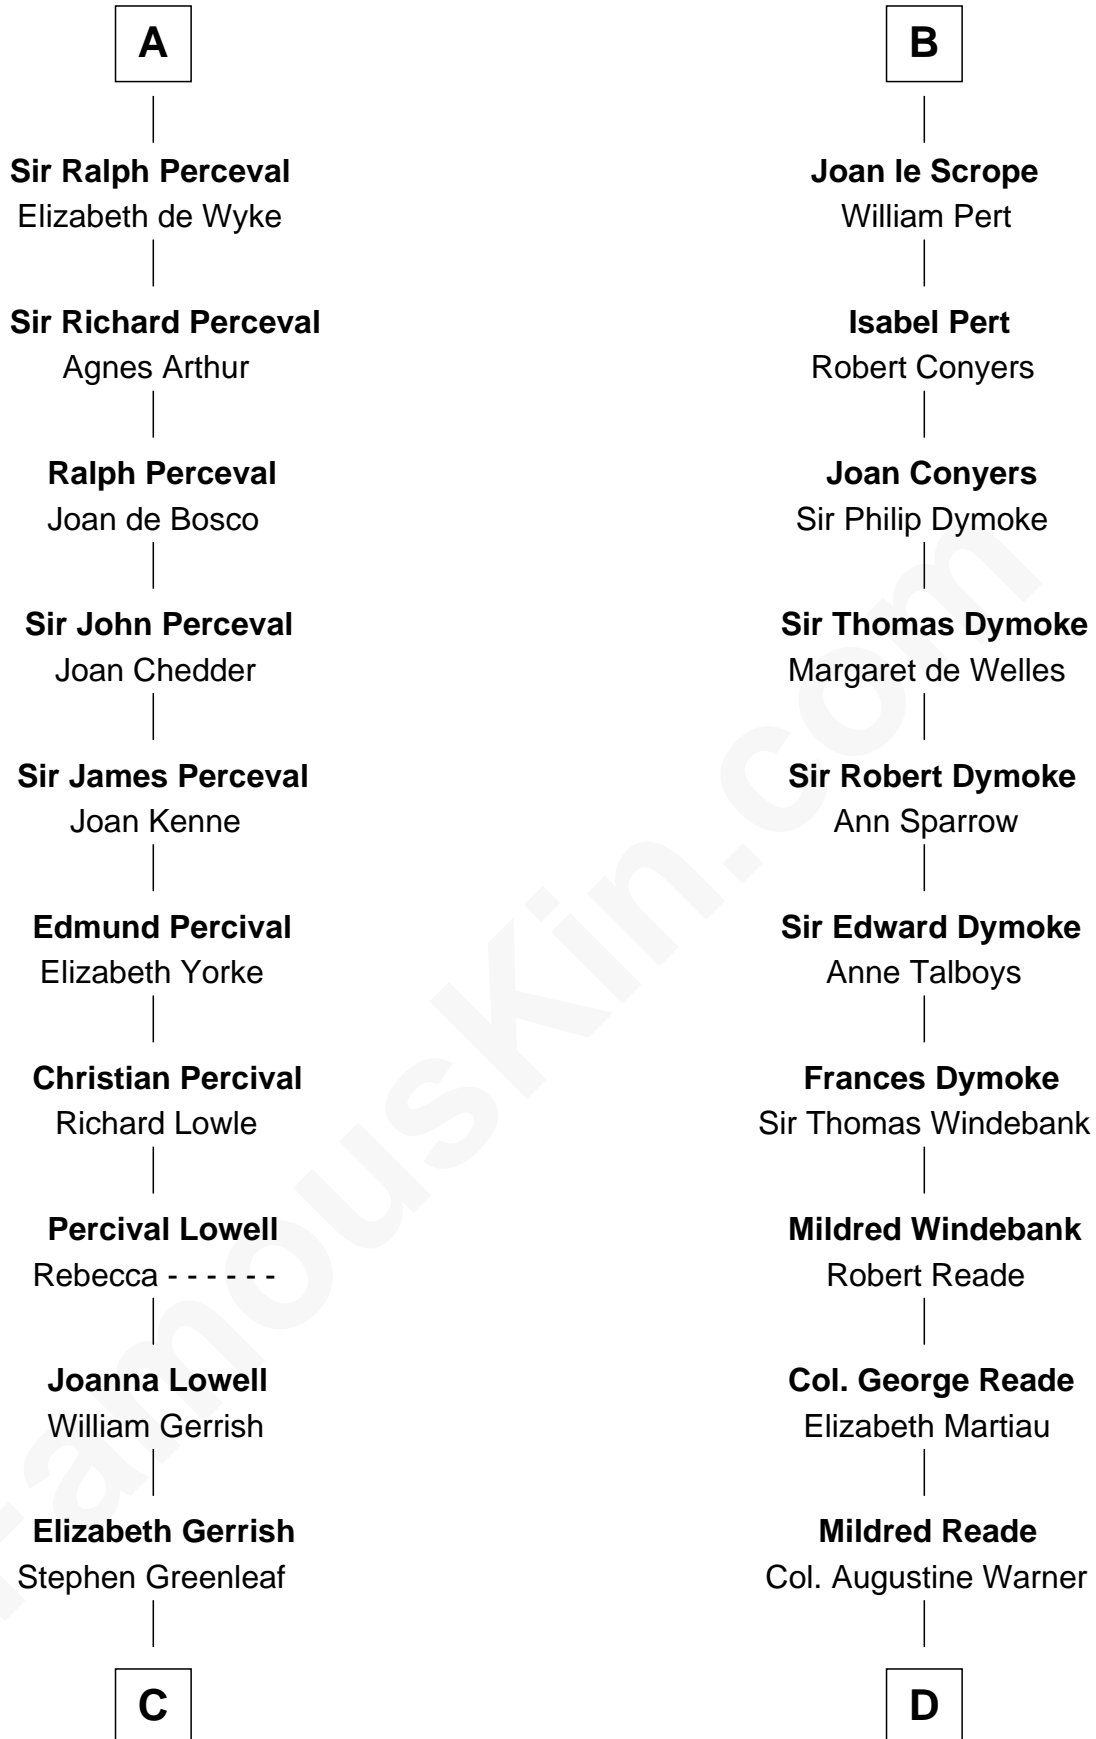 A
Sir Ralph Perceval
Elizabeth de Wyke
Sir Richard Perceval
Agnes Arthur
Ralph Perceval
Joan de Bosco
Sir John Perceval
Joan Chedder
Sir James Perceval
Joan Kenne
Edmund Percival
Elizabeth Yorke
Christian Percival
Richard Lowle
Percival Lowell
Rebecca - - - - - -
Joanna Lowell
William Gerrish
Elizabeth Gerrish
Stephen Greenleaf
C
B
Joan le Scrope
William Pert
Isabel Pert
Robert Conyers
Joan Conyers
Sir Philip Dymoke
Sir Thomas Dymoke
Margaret de Welles
Sir Robert Dymoke
Ann Sparrow
Sir Edward Dymoke
Anne Talboys
Frances Dymoke
Sir Thomas Windebank
Mildred Windebank
Robert Reade
Col. George Reade
Elizabeth Martiau
Mildred Reade
Col. Augustine Warner
D
FamousKin.com